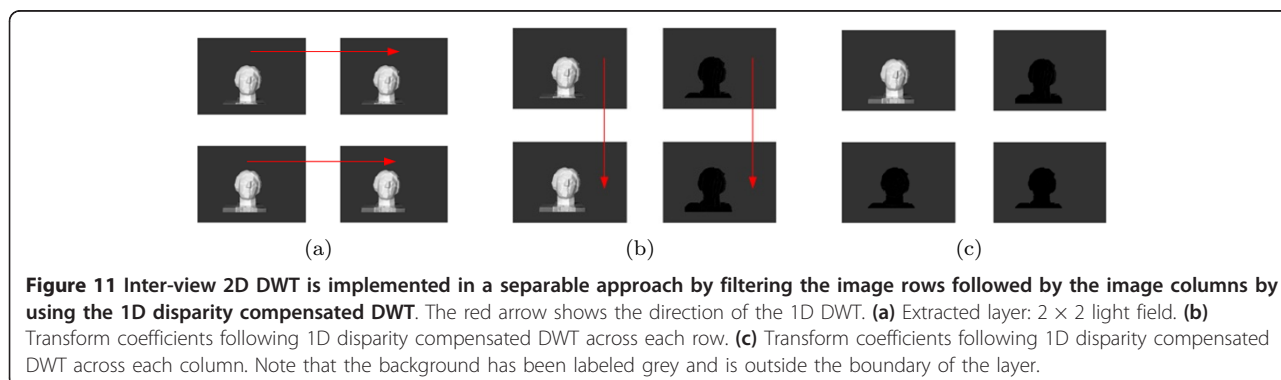 (a)
(b)
(c)
Figure 11 Inter-view 2D DWT is implemented in a separable approach by filtering the image rows followed by the image columns by
using the 1D disparity compensated DWT. The red arrow shows the direction of the 1D DWT. (a) Extracted layer: 2 × 2 light field. (b)
Transform coefficients following 1D disparity compensated DWT across each row. (c) Transform coefficients following 1D disparity compensated
DWT across each column. Note that the background has been labeled grey and is outside the boundary of the layer.